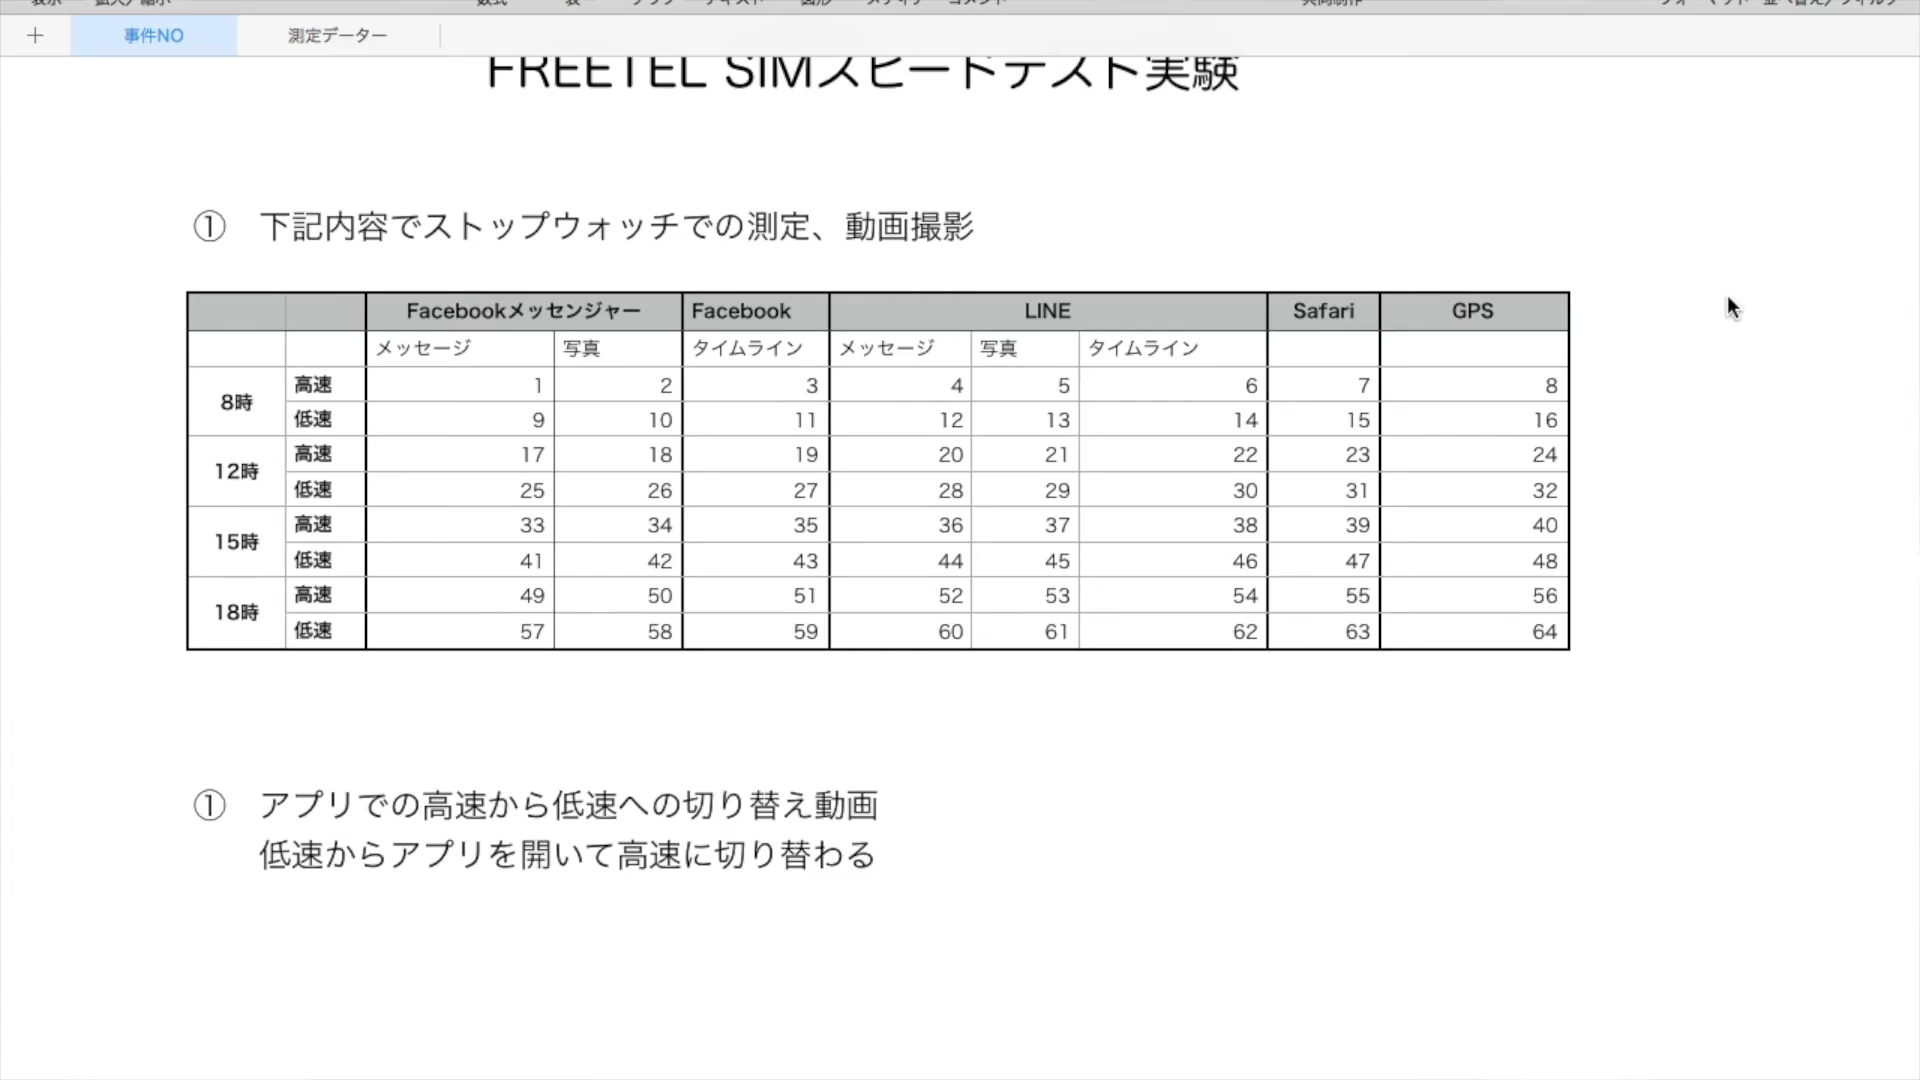 事件NO 測定データー
FREETEL SIMスピードテスト実験
① 下記内容でストップウォッチでの測定、動画撮影
Facebookメッセンジャー Facebook LINE Safari GPS
メッセージ 写真 タイムライン メッセージ 写真 タイムライン
8時 高速 1 2 3 4 5 6 7 8
低速 9 10 11 12 13 14 15 16
12時 高速 17 18 19 20 21 22 23 24
低速 25 26 27 28 29 30 31 32
15時 高速 33 34 35 36 37 38 39 40
低速 41 42 43 44 45 46 47 48
18時 高速 49 50 51 52 53 54 55 56
低速 57 58 59 60 61 62 63 64
① アプリでの高速から低速への切り替え動画
低速からアプリを開いて高速に切り替わる